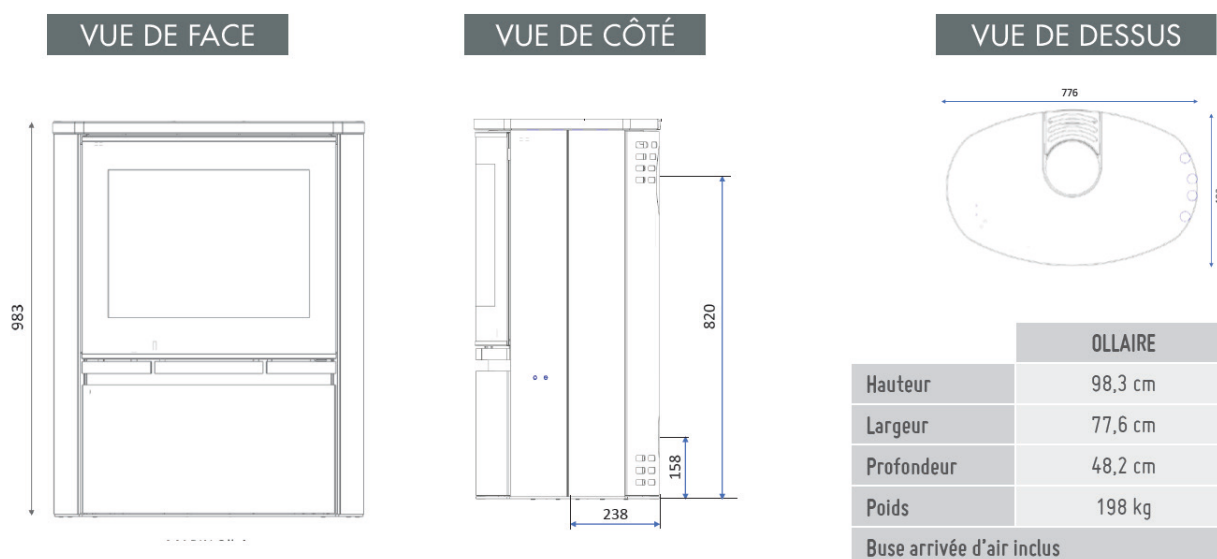 VUE DE FACE
VUE DE CÔTÉ
VUE DE DESSUS
983
820
158
238
776
OLLAIRE
Hauteur 98,3 cm
Largeur 77,6 cm
Profondeur 48,2 cm
Poids 198 kg
Buse arrivée d'air inclus